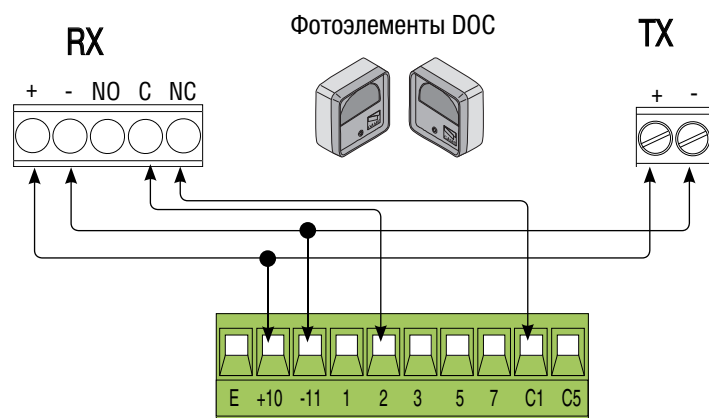 Фотоэлементы DOC
RX
TX
+ - NO C NC
+ -
E +10 -11 1 2 3 5 7 C1 C5